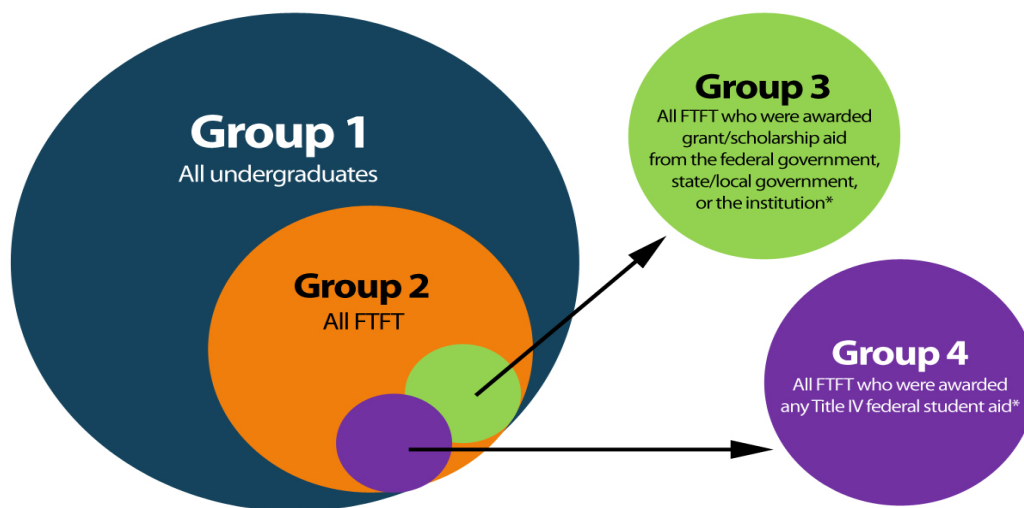 Group 1
All undergraduates
Group 2
All FTFT
Group 3
All FTFT who were awarded
grant/scholarship aid
from the federal government,
state/local government,
or the institution*
Group 4
All FTFT who were awarded
any Title IV federal student aid*